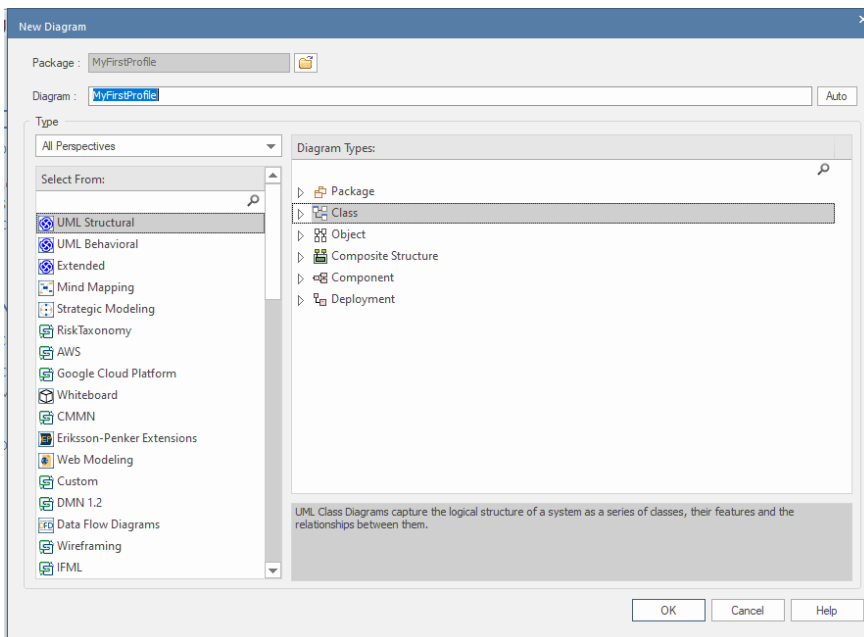 New Diagram
Package :
MyFirstProfile
Diagram :
MyFirstProfile
Auto
Type
All Perspectives
Select From:
UML Structural
UML Behavioral
Extended
Mind Mapping
Strategic Modeling
RiskTaxonomy
AWS
Google Cloud Platform
Whiteboard
CMMN
Eriksson-Penker Extensions
Web Modeling
Custom
DMN 1.2
Data Flow Diagrams
Wireframing
IFML
Diagram Types:
Package
Class
Object
Composite Structure
Component
Deployment
UML Class Diagrams capture the logical structure of a system as a series of classes, their features and the
relationships between them.
OK
Cancel
Help